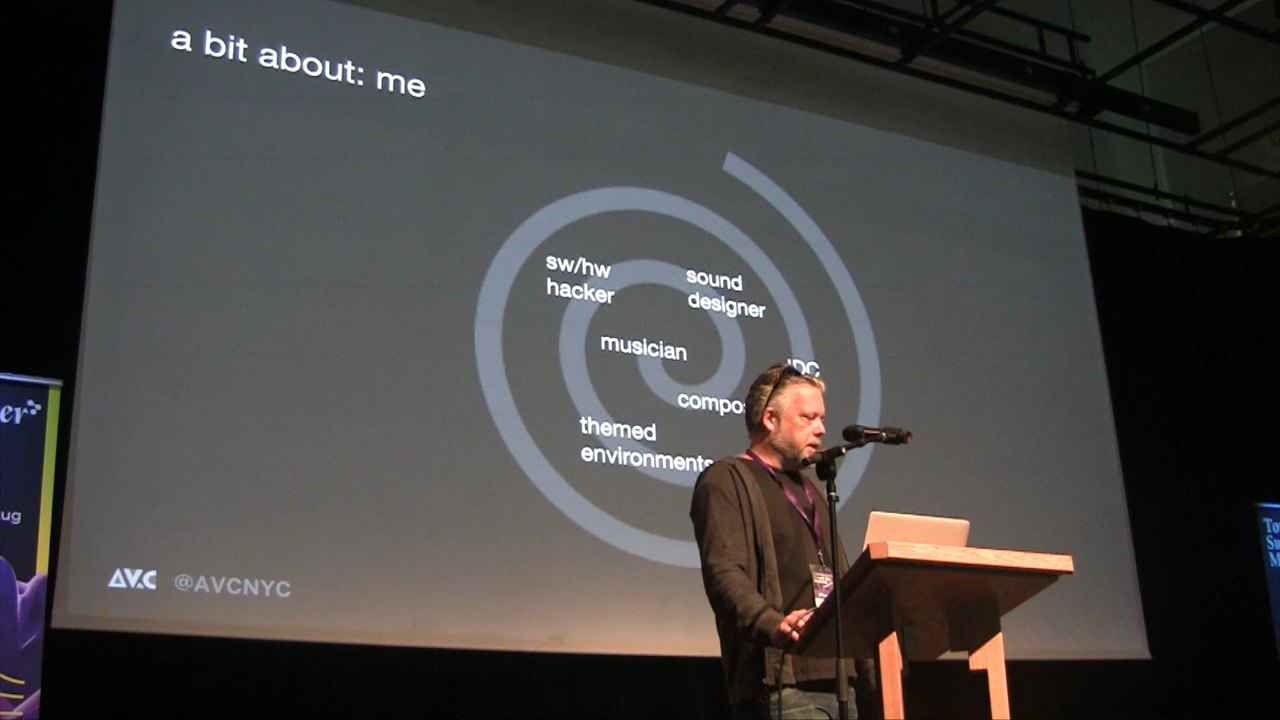 a bit about: me
sw/hw
hacker
sound
designer
musician
themed
environments
AV.C @AVCNYC